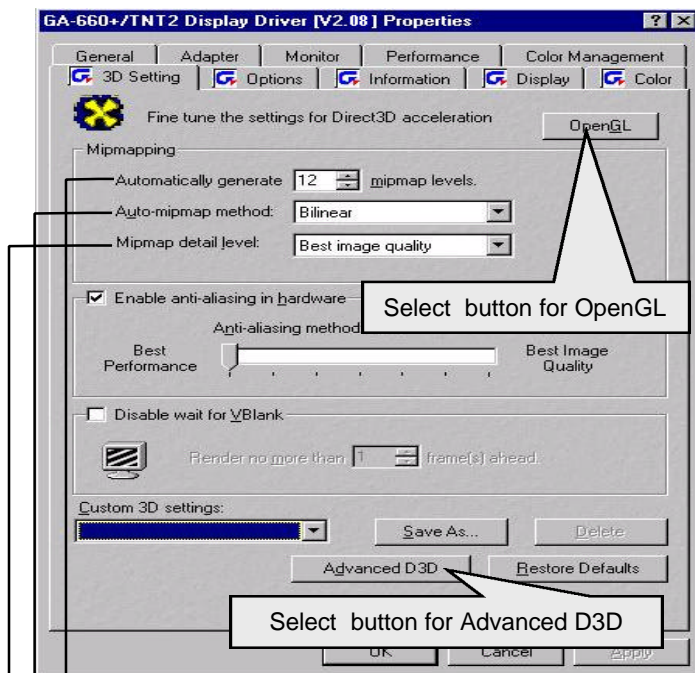 GA-660+/TNT2 Display Driver [V2.08] Properties
General Adapter Monitor Performance Color Management
3D Setting Options Information Display Color
Fine tune the settings for Direct3D acceleration
OpenGL
Mipmapping
Automatically generate 12 mipmap levels.
Auto-mipmap method: Bilinear
Mipmap detail level: Best image quality
Select button for OpenGL
Enable anti-aliasing in hardware
Anti-aliasing method
Best Performance
Best Image Quality
Disable wait for VBlank
Render no more than 1 frame(s) ahead.
Custom 3D settings:
Save As... Delete
Advanced D3D Restore Defaults
Select button for Advanced D3D
OK Cancel Apply